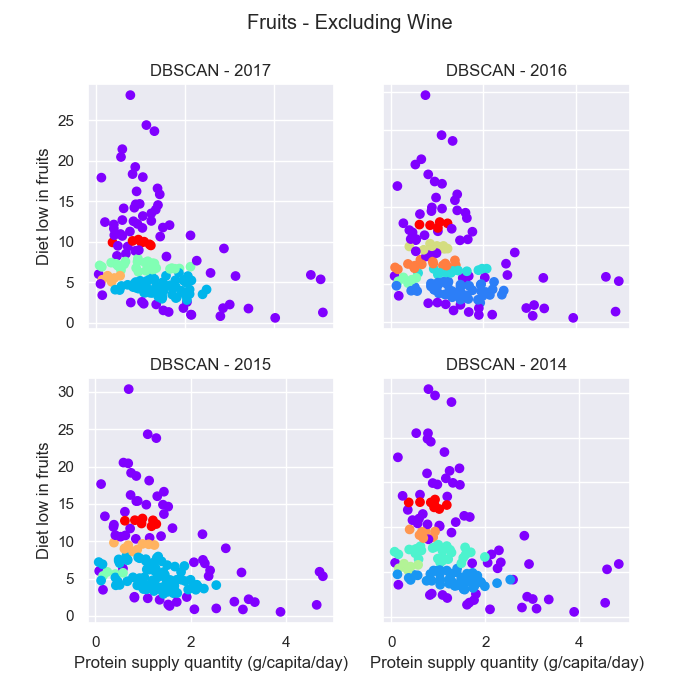 Fruits - Excluding Wine
DBSCAN - 2017
DBSCAN - 2016
Diet low in fruits
25
20
15
10
5
0
DBSCAN - 2015
DBSCAN - 2014
Diet low in fruits
30
25
20
15
10
5
0
0 2 4
0 2 4
Protein supply quantity (g/capita/day)
Protein supply quantity (g/capita/day)